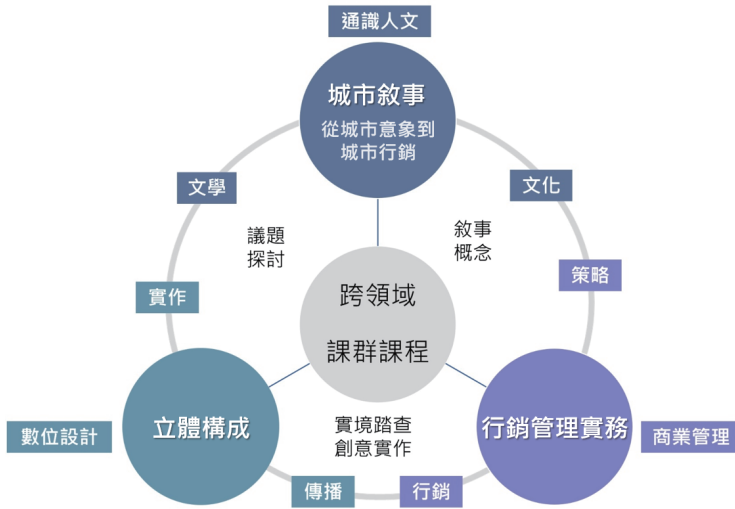 通識人文
城市敘事
從城市意象到
城市行銷
文學
文化
議題
探討
敘事
概念
實作
策略
跨領域
課群課程
數位設計
立體構成
實境踏查
創意實作
行銷管理實務
商業管理
傳播
行銷